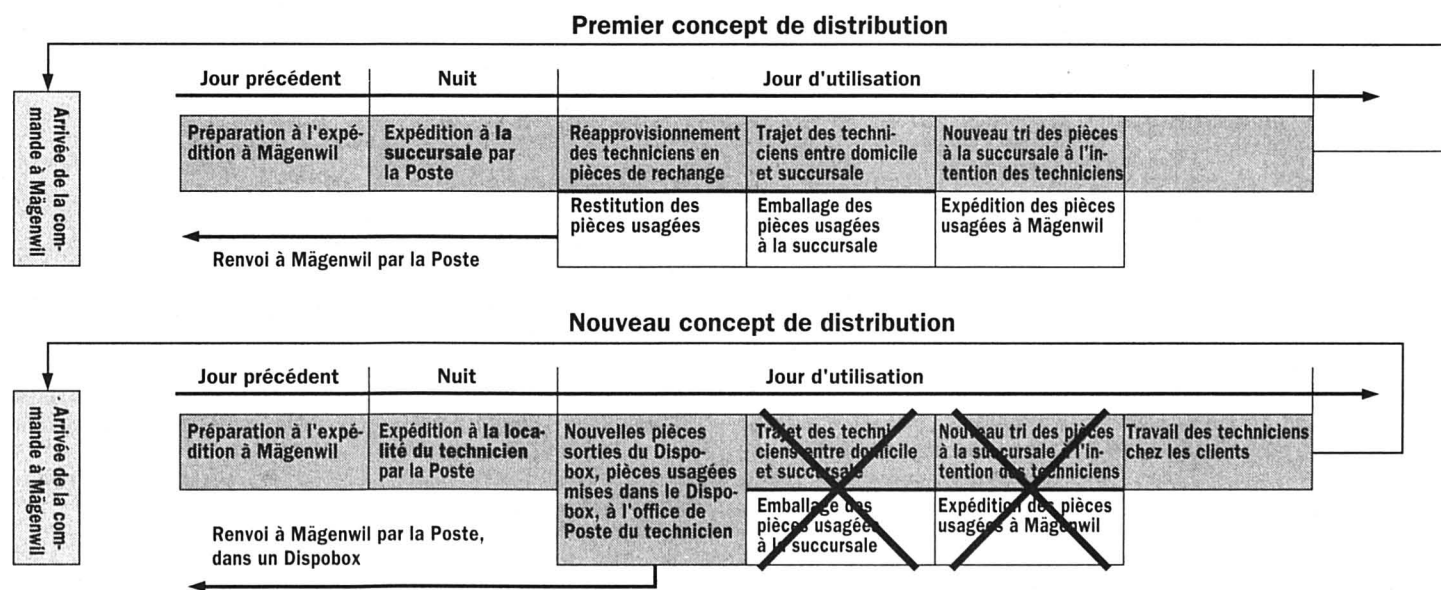 Premier concept de distribution
Jour précédent
Nuit
Jour d'utilisation
Arrivée de la com-
mande à Mägenwil
Préparation à l'expé-
dition à Mägenwil
Expédition à la
succursale par
la Poste
Réapprovisionnement
des techniciens en
pièces de rechange
Trajet des techni-
ciens entre domicile
et succursale
Nouveau tri des pièces
à la succursale à l'in-
tention des techniciens
Restitution des
pièces usagées
Emballage des
pièces usagées
à la succursale
Expédition des pièces
usagées à Mägenwil
Renvoi à Mägenwil par la Poste
Nouveau concept de distribution
Jour précédent
Nuit
Jour d'utilisation
Arrivée de la com-
mande à Mägenwil
Préparation à l'expé-
dition à Mägenwil
Expédition à la loca-
lité du technicien
par la Poste
Nouvelles pièces
sorties du Dispo-
box, pièces usagées
mises dans le Dispo-
box, à l'office de
Poste du technicien
Trajet des techni
ciens entre domicile
et succursale
Nouveau tri des pièces
à la succursale à l'in-
tention des techniciens
Travail des techniciens
chez les clients
Emballage des
pièces usagées
à la succursale
Expédition des pièces
usagées à Mägenwil
Renvoi à Mägenwil par la Poste,
dans un Dispobox